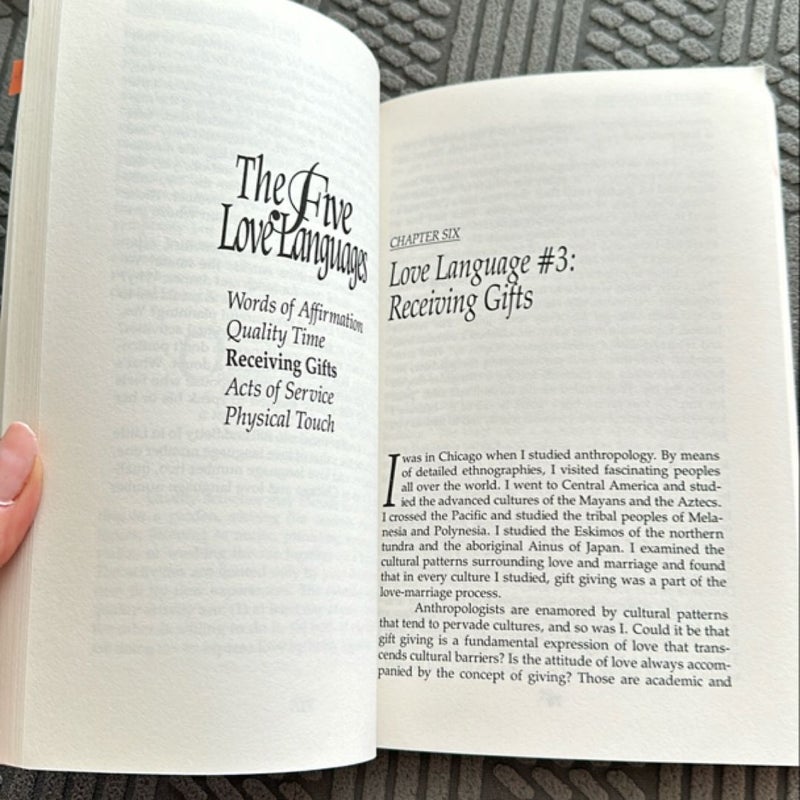 The Five
Love Languages
Words of Affirmation
Quality Time
Receiving Gifts
Acts of Service
Physical Touch
CHAPTER SIX
Love Language #3:
Receiving Gifts
I was in Chicago when I studied anthropology. By means
of detailed ethnographies, I visited fascinating peoples
all over the world. I went to Central America and stud-
ied the advanced cultures of the Mayans and the Aztecs.
I crossed the Pacific and studied the tribal peoples of Mela-
nesia and Polynesia. I studied the Eskimos of the northern
tundra and the aboriginal Ainus of Japan. I examined the
cultural patterns surrounding love and marriage and found
that in every culture I studied, gift giving was a part of the
love-marriage process.
Anthropologists are enamored by cultural patterns
that tend to pervade cultures, and so was I. Could it be that
gift giving is a fundamental expression of love that trans-
cends cultural barriers? Is the attitude of love always accom-
panied by the concept of giving? Those are academic and